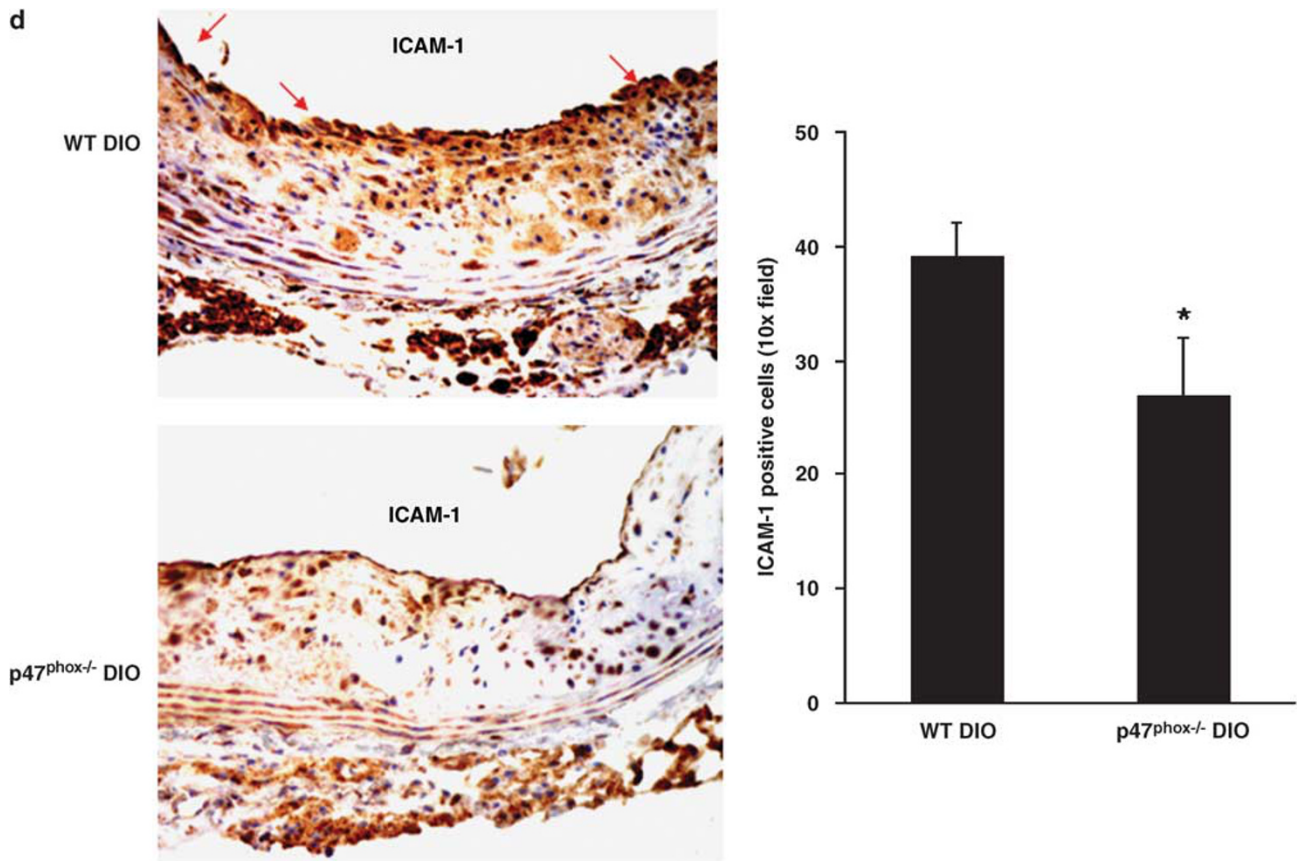 d
ICAM-1
WT DIO
ICAM-1
p47phox-/- DIO
ICAM-1 positive cells (10x field)
50
40
30
20
10
0
*
WT DIO
p47phox-/- DIO